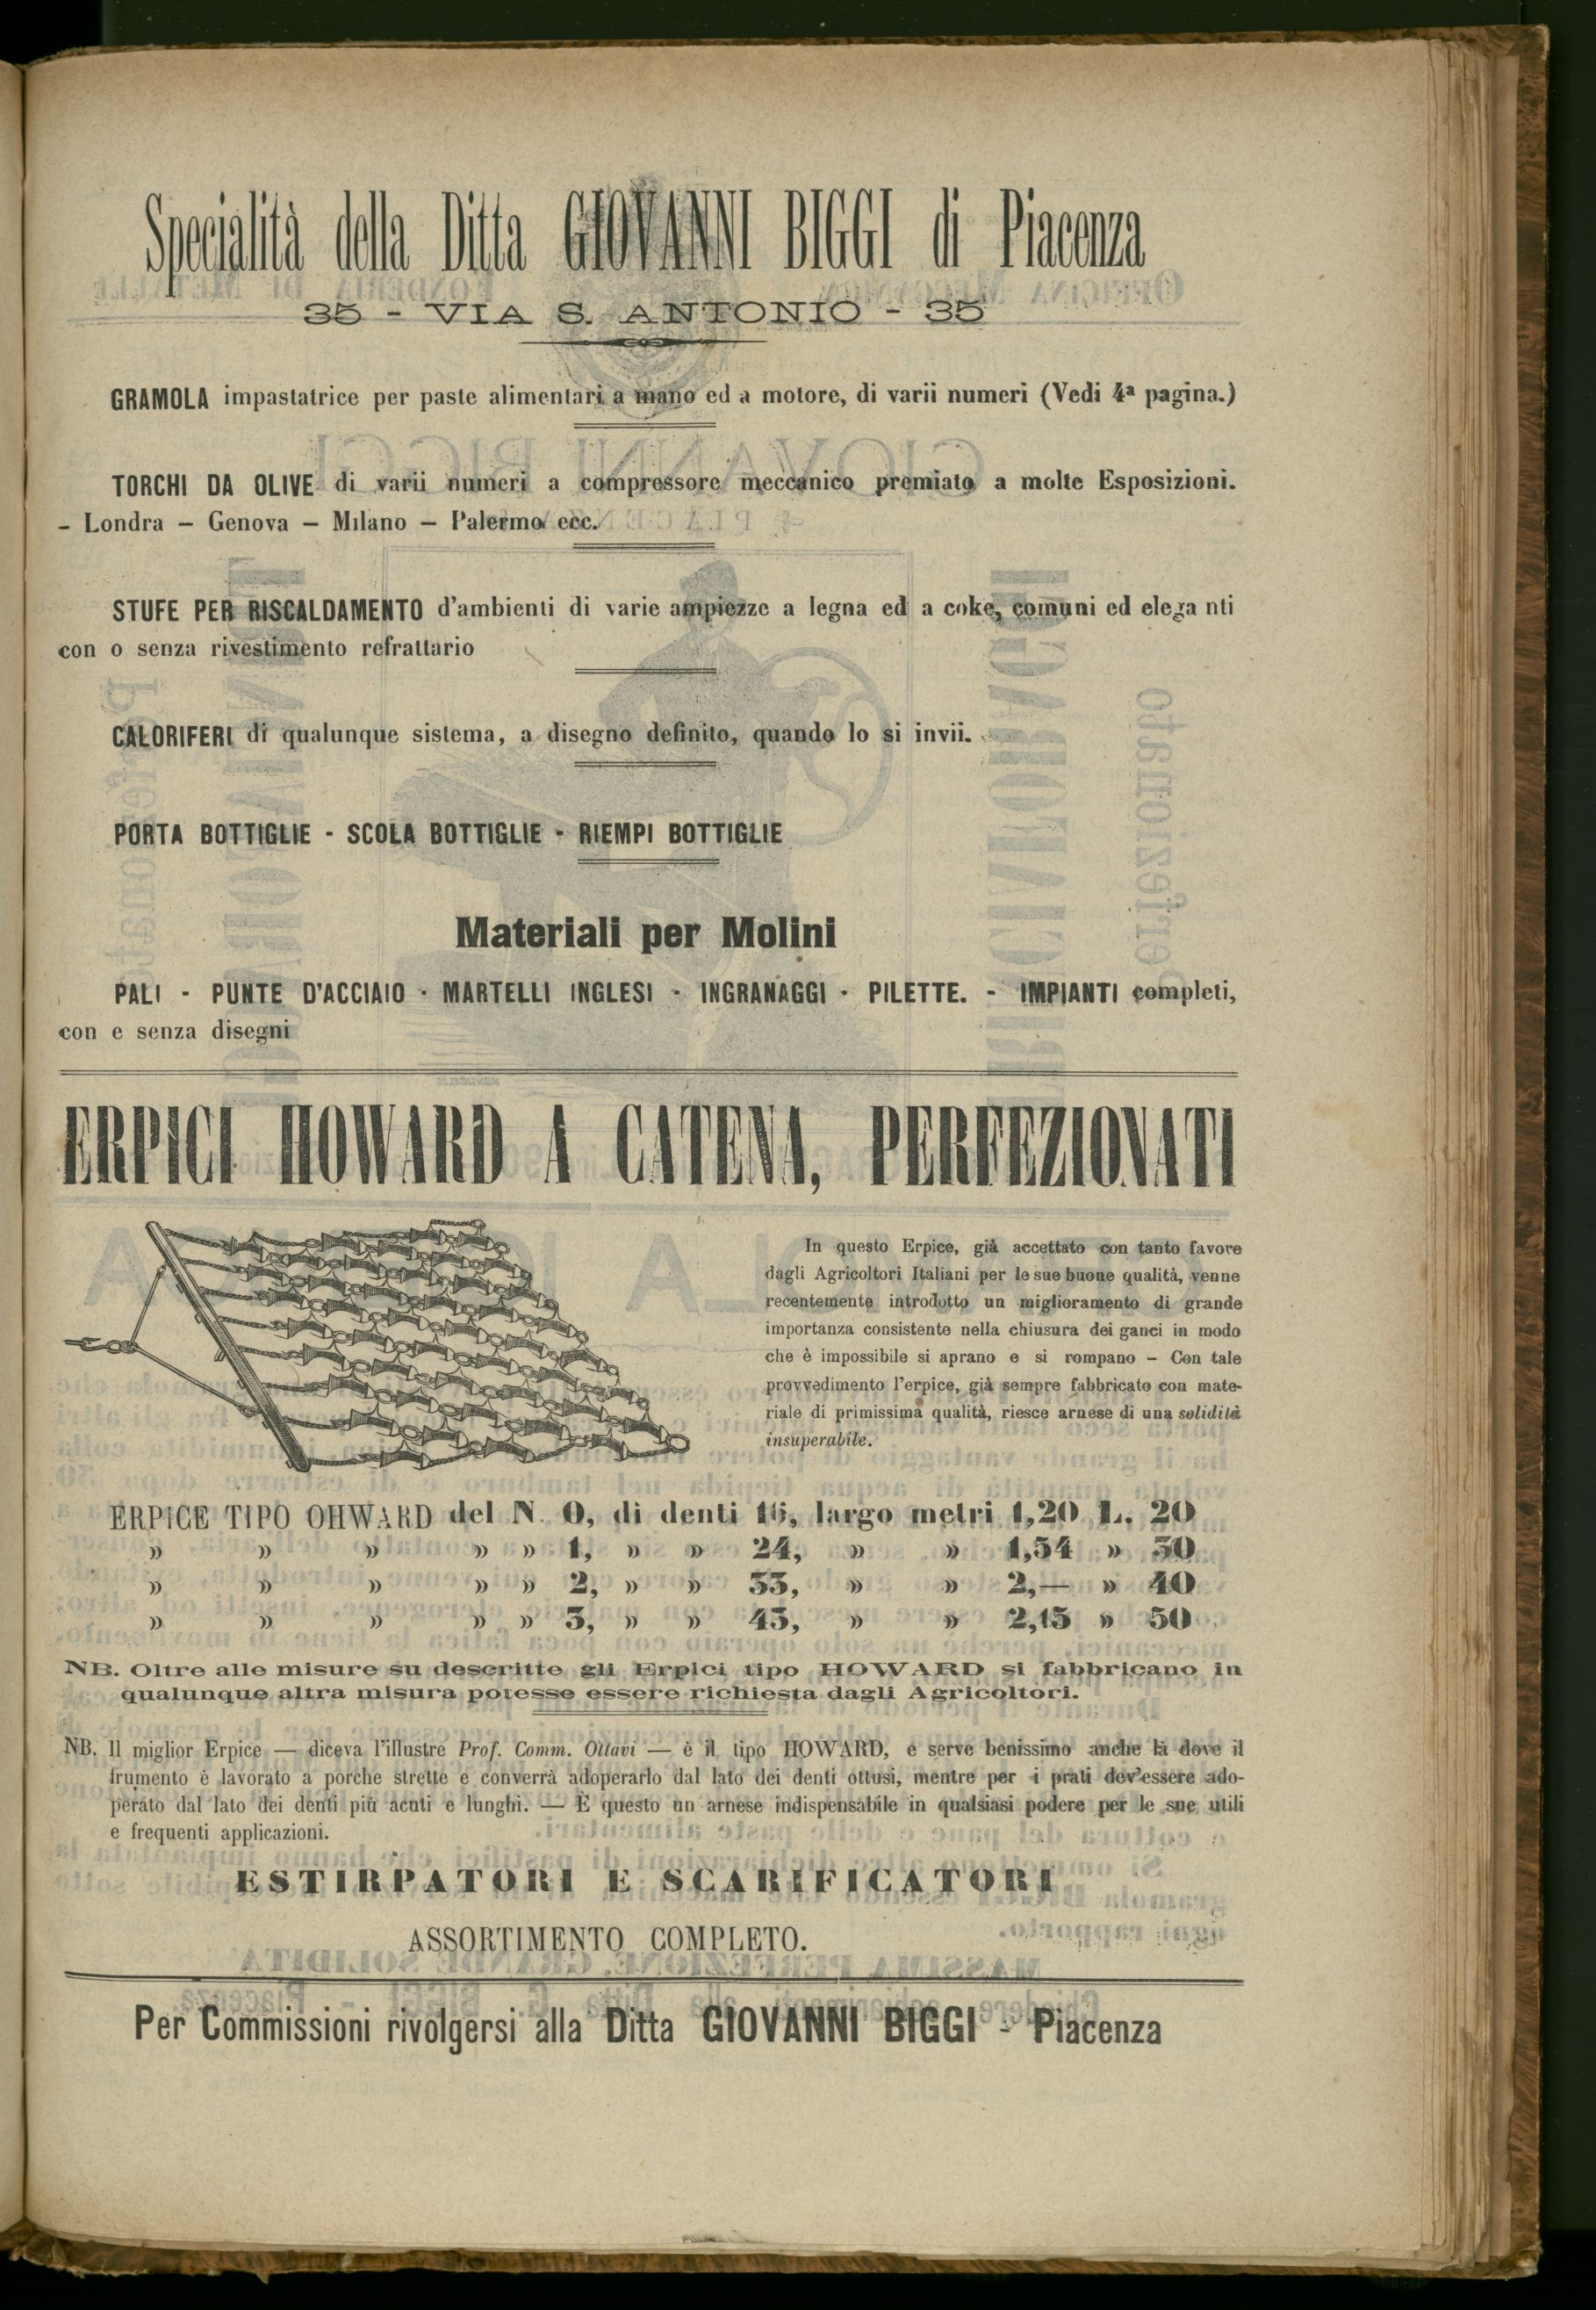 Specialità della Ditta GIOVANNI BIGGI di Piacenza
35 - VIA S. ANTONIO - 35
GRAMOLA impastatrice per paste alimentari a mano ed a motore, di varii numeri (Vedi 4ª pagina.)
TORCHI DA OLIVE di varii numeri a compressore meccanico premiato a molte Esposizioni.
- Londra — Genova — Milano — Palermo ecc.
STUFE PER RISCALDAMENTO d'ambienti di varie ampiezze a legna ed a coke, comuni ed elega nti
con o senza rivestimento refrattario
CALORIFERI di qualunque sistema, a disegno definito, quando lo si invii.
PORTA BOTTIGLIE - SCOLA BOTTIGLIE - RIEMPI BOTTIGLIE
Materiali per Molini
PALI - PUNTE D'ACCIAIO - MARTELLI INGLESI - INGRANAGGI - PILETTE. - IMPIANTI completi,
con e senza disegni
ERPICI HOWARD A CATENA, PERFEZIONATI
In questo Erpice, già accettato con tanto favore
dagli Agricoltori Italiani per le sue buone qualità, venne
recentemente introdotto un miglioramento di grande
importanza consistente nella chiusura dei ganci in modo
che è impossibile si aprano e si rompano — Con tale
provvedimento l'erpice, già sempre fabbricato con mate-
riale di primissima qualità, riesce arnese di una solidità
insuperabile.
ERPICE TIPO OHWARD del N. 0, di denti 16, largo metri 1,20 L. 20
» » » » » 1, » » 24, » » 1,54 » 30
» » » » » 2, » » 33, » » 2,— » 40
» » » » » 3, » » 43, » » 2,15 » 50
NB. Oltre alle misure su descritte gli Erpici tipo HOWARD si fabbricano in
qualunque altra misura potesse essere richiesta dagli Agricoltori.
NB. Il miglior Erpice — diceva l'illustre Prof. Comm. Ottavi — è il tipo HOWARD, e serve benissimo anche là dove il
frumento è lavorato a porche strette e converrà adoperarlo dal lato dei denti ottusi, mentre per i prati dev'essere ado-
perato dal lato dei denti più acuti e lunghi. — È questo un arnese indispensabile in qualsiasi podere per le sue utili
e frequenti applicazioni.
ESTIRPATORI E SCARIFICATORI
ASSORTIMENTO COMPLETO.
Per Commissioni rivolgersi alla Ditta GIOVANNI BIGGI - Piacenza